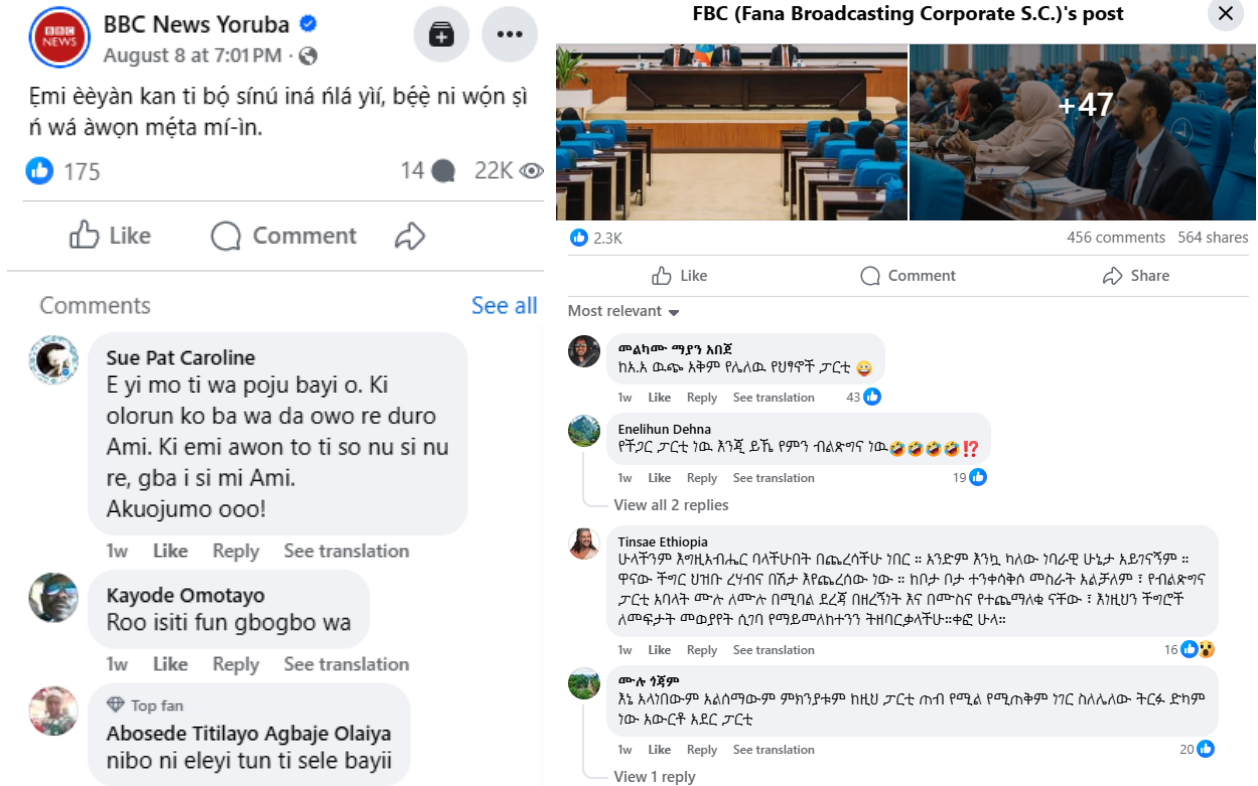 BBC NEWS
BBC News Yoruba
August 8 at 7:01 PM
Ẹmi èèyàn kan ti bọ́ sínú iná ńlá yìí, bẹ́ẹ̀ ni wọ́n ṣì
ń wá àwọn mẹ́ta mí-ìn.
175
14 22K
Like Comment
Comments See all
Sue Pat Caroline
E yi mo ti wa poju bayi o. Ki
olorun ko ba wa da owo re duro
Ami. Ki emi awon to ti so nu si nu
re, gba i si mi Ami.
Akuojumo ooo!
1w Like Reply See translation
Kayode Omotayo
Roo isiti fun gbogbo wa
1w Like Reply See translation
Top fan
Abosede Titilayo Agbaje Olaiya
nibo ni eleyi tun ti sele bayii
FBC (Fana Broadcasting Corporate S.C.)'s post
+47
2.3K 456 comments 564 shares
Like Comment Share
Most relevant
መልካሙ ማያን አበጀ
ከአ.አ ዉጭ አቅም የሌለዉ የህፃኖች ፓርቲ 😜
1w Like Reply See translation 43
Enelihun Dehna
የችጋር ፓርቲ ነዉ እንጂ ይኼ የምን ብልጽግና ነዉ🤣🤣🤣🤣⁉️
1w Like Reply See translation 19
View all 2 replies
Tinsae Ethiopia
ሁላችንም እግዚአብሔር ባላችሁበት በጨረሳችሁ ነበር ። አንድም እንኳ ካለው ነባራዊ ሁኔታ አይገናኝም ።
ዋናው ችግር ህዝቡ ረሃብና በሽታ እየጨረሰው ነው ። ከቦታ ቦታ ተንቀሳቅሶ መስራት አልቻለም ፣ የብልጽግና
ፓርቲ አባላት ሙሉ ለሙሉ በሚባል ደረጃ በዘረኝነት እና በሙስና የተጨማለቁ ናቸው ፣ እነዚህን ችግሮች
ለመፍታት መወያየት ሲገባ የማይመለከተንን ትዘባርቃላችሁ።ቀፎ ሁላ።
1w Like Reply See translation 16
ሙሉ ጎጃም
እኔ አላነበውም አልሰማውም ምክንያቱም ከዚህ ፓርቲ ጠብ የሚል የሚጠቅም ነገር ስለሌለው ትርፉ ድካም
ነው አውርቶ አደር ፓርቲ
1w Like Reply See translation 20
View 1 reply